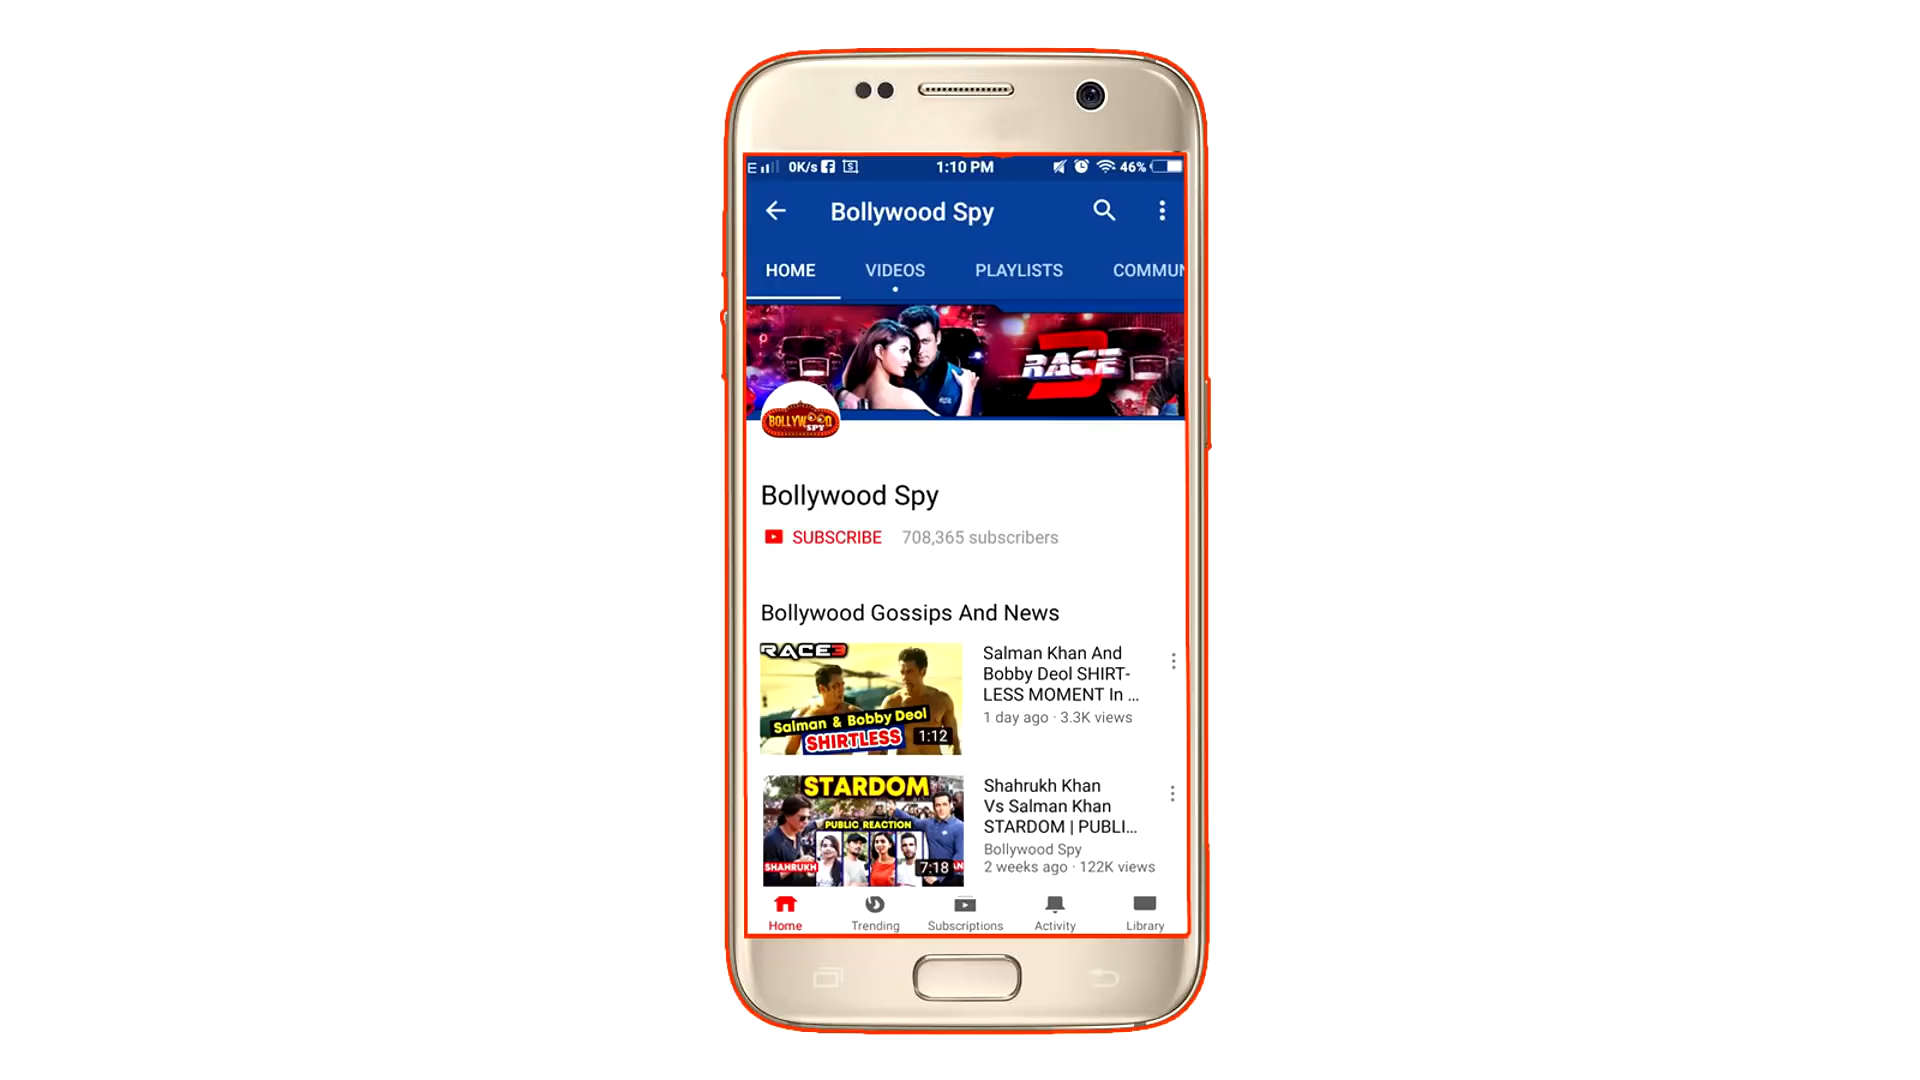 E 0K/s 1:10 PM 46%
Bollywood Spy
HOME VIDEOS PLAYLISTS COMMUN
RACE 3
BOLLYWOOD
SPY
Bollywood Spy
SUBSCRIBE 708,365 subscribers
Bollywood Gossips And News
RACE3
Salman & Bobby Deol
SHIRTLESS
1:12
Salman Khan And
Bobby Deol SHIRT-
LESS MOMENT In ...
1 day ago · 3.3K views
STARDOM
PUBLIC REACTION
SHAHRUKH
7:18
Shahrukh Khan
Vs Salman Khan
STARDOM | PUBLI...
Bollywood Spy
2 weeks ago · 122K views
Home Trending Subscriptions Activity Library